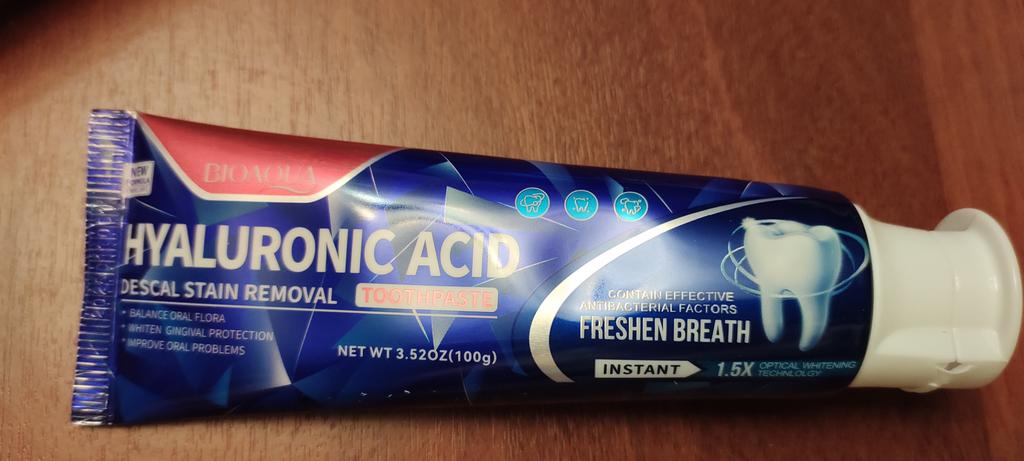 NEW
FORMULA
BIOAQUA
HYALURONIC ACID
DESCAL STAIN REMOVAL TOOTHPASTE
• BALANCE ORAL FLORA
• WHITEN GINGIVAL PROTECTION
• IMPROVE ORAL PROBLEMS
NET WT 3.52OZ(100g)
CONTAIN EFFECTIVE
ANTIBACTERIAL FACTORS
FRESHEN BREATH
INSTANT 1.5X OPTICAL WHITENING
TECHNLOLGY